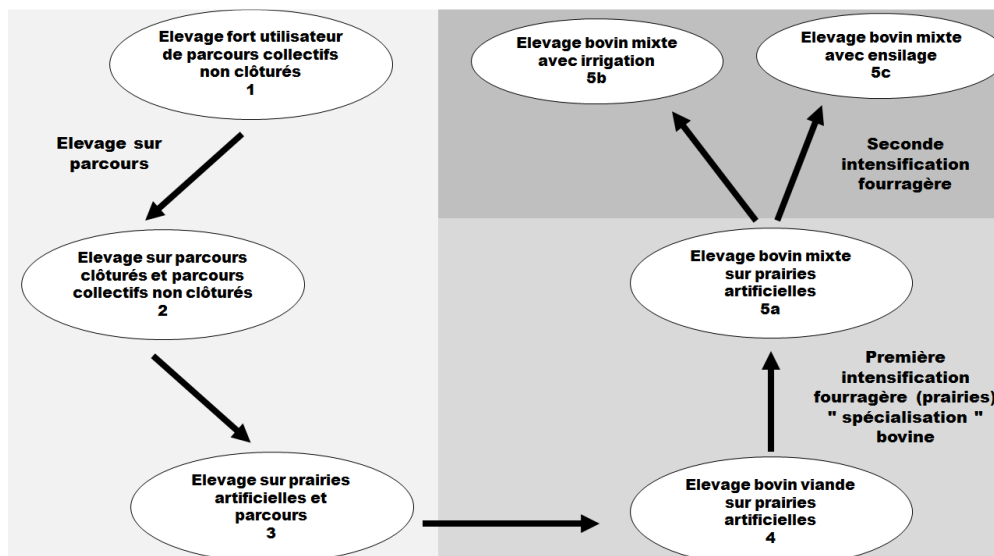 Elevage fort utilisateur
de parcours collectifs
non clôturés
1
Elevage sur
parcours
Elevage sur parcours
clôturés et parcours
collectifs non clôturés
2
Elevage sur prairies
artificielles et
parcours
3
Elevage bovin mixte
avec irrigation
5b
Elevage bovin mixte
avec ensilage
5c
Seconde
intensification
fourragère
Elevage bovin mixte
sur prairies
artificielles
5a
Première
intensification
fourragère (prairies)
" spécialisation "
bovine
Elevage bovin viande
sur prairies
artificielles
4